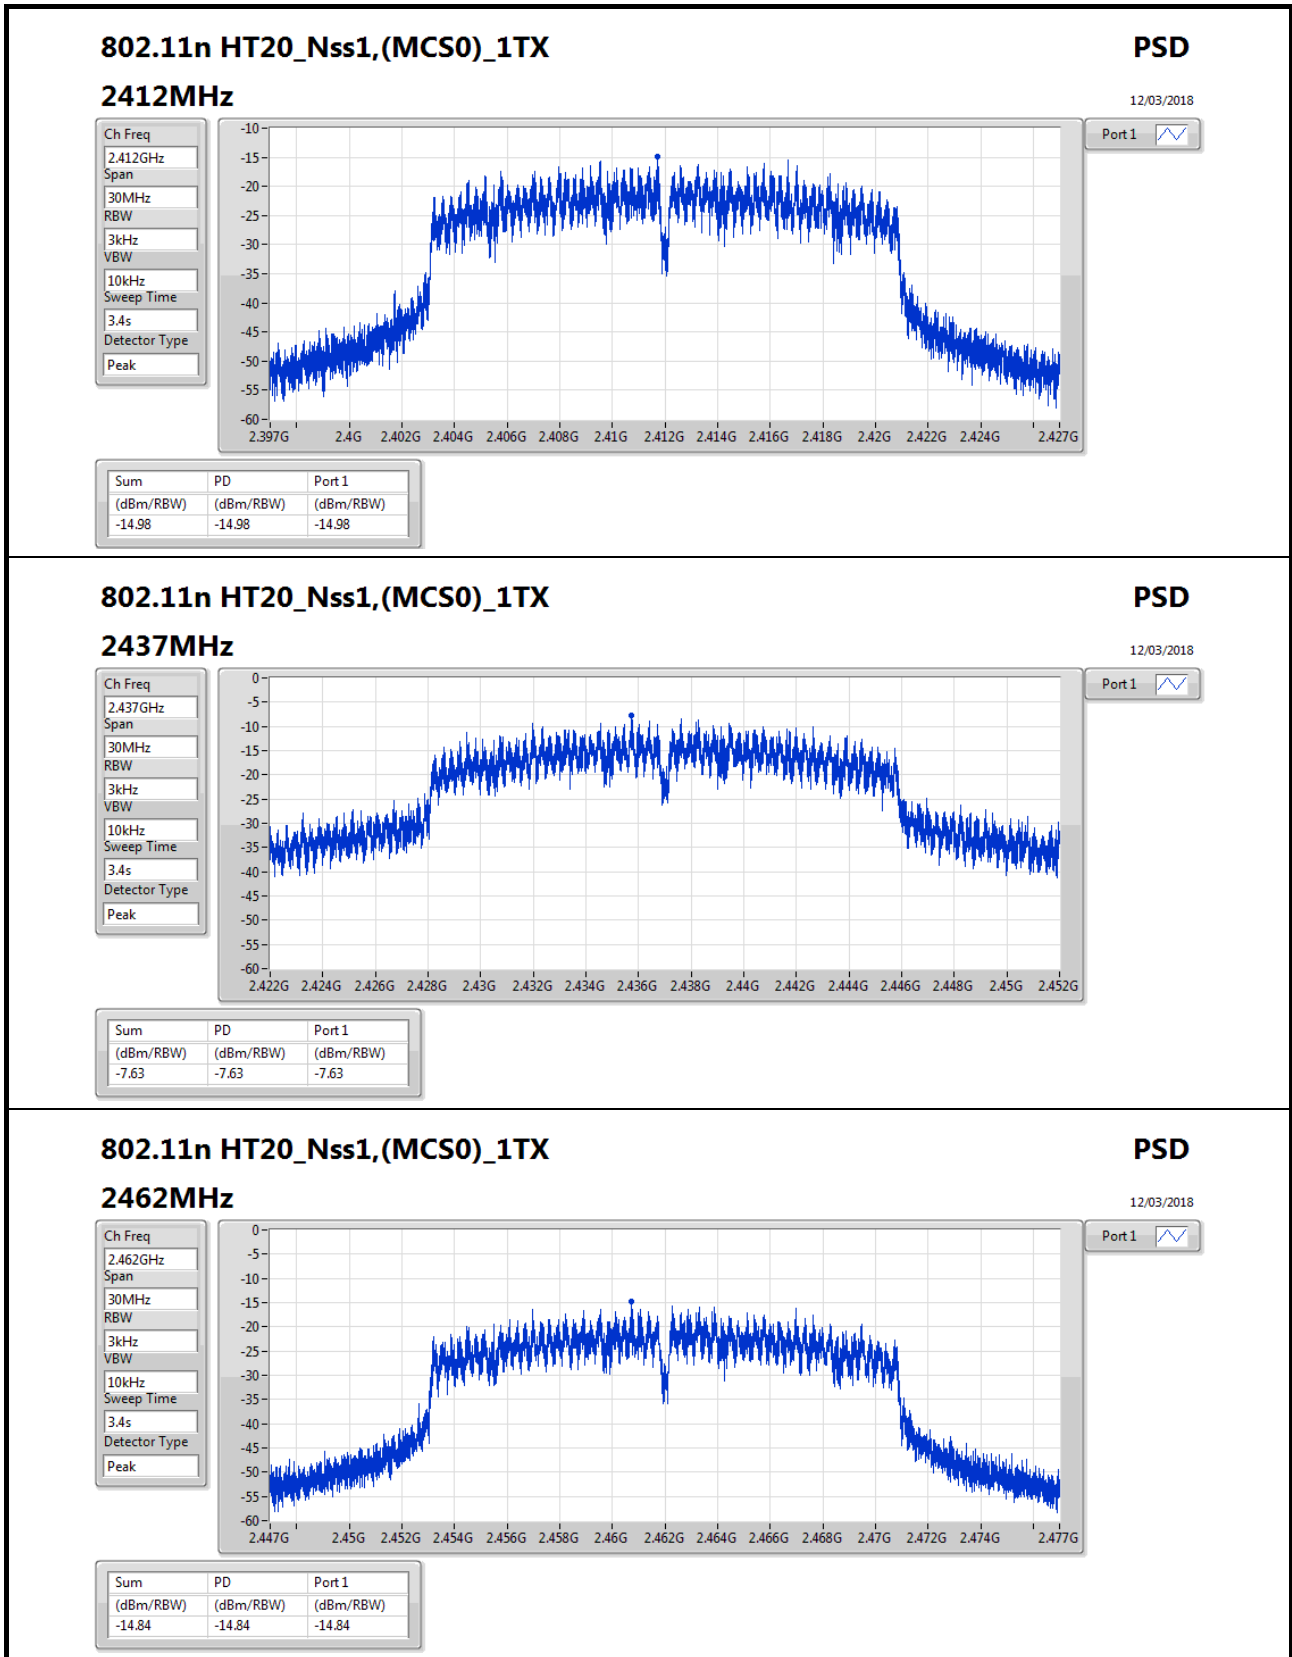 802.11n HT20_Nss1,(MCS0)_1TX PSD
2412MHz 12/03/2018
Ch Freq
2.412GHz
Span
30MHz
RBW
3kHz
VBW
10kHz
Sweep Time
3.4s
Detector Type
Peak
-10
-15
-20
-25
-30
-35
-40
-45
-50
-55
-60
2.397G 2.4G 2.402G 2.404G 2.406G 2.408G 2.41G 2.412G 2.414G 2.416G 2.418G 2.42G 2.422G 2.424G 2.427G
Port 1
Sum PD Port 1
(dBm/RBW) (dBm/RBW) (dBm/RBW)
-14.98 -14.98 -14.98
802.11n HT20_Nss1,(MCS0)_1TX PSD
2437MHz 12/03/2018
Ch Freq
2.437GHz
Span
30MHz
RBW
3kHz
VBW
10kHz
Sweep Time
3.4s
Detector Type
Peak
0
-5
-10
-15
-20
-25
-30
-35
-40
-45
-50
-55
-60
2.422G 2.424G 2.426G 2.428G 2.43G 2.432G 2.434G 2.436G 2.438G 2.44G 2.442G 2.444G 2.446G 2.448G 2.45G 2.452G
Port 1
Sum PD Port 1
(dBm/RBW) (dBm/RBW) (dBm/RBW)
-7.63 -7.63 -7.63
802.11n HT20_Nss1,(MCS0)_1TX PSD
2462MHz 12/03/2018
Ch Freq
2.462GHz
Span
30MHz
RBW
3kHz
VBW
10kHz
Sweep Time
3.4s
Detector Type
Peak
0
-5
-10
-15
-20
-25
-30
-35
-40
-45
-50
-55
-60
2.447G 2.45G 2.452G 2.454G 2.456G 2.458G 2.46G 2.462G 2.464G 2.466G 2.468G 2.47G 2.472G 2.474G 2.477G
Port 1
Sum PD Port 1
(dBm/RBW) (dBm/RBW) (dBm/RBW)
-14.84 -14.84 -14.84